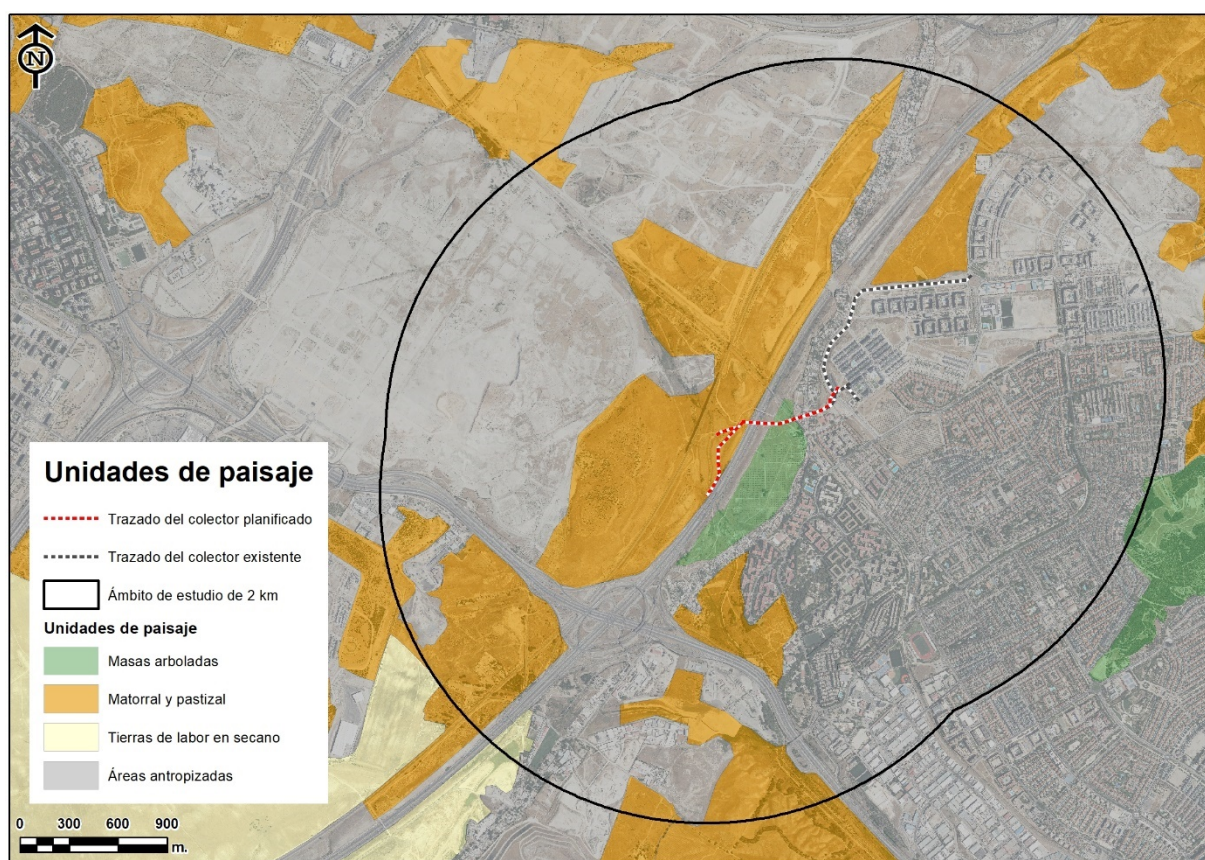 N
Unidades de paisaje
Trazado del colector planificado
Trazado del colector existente
Ámbito de estudio de 2 km
Unidades de paisaje
Masas arboladas
Matorral y pastizal
Tierras de labor en secano
Áreas antropizadas
0 300 600 900
m.